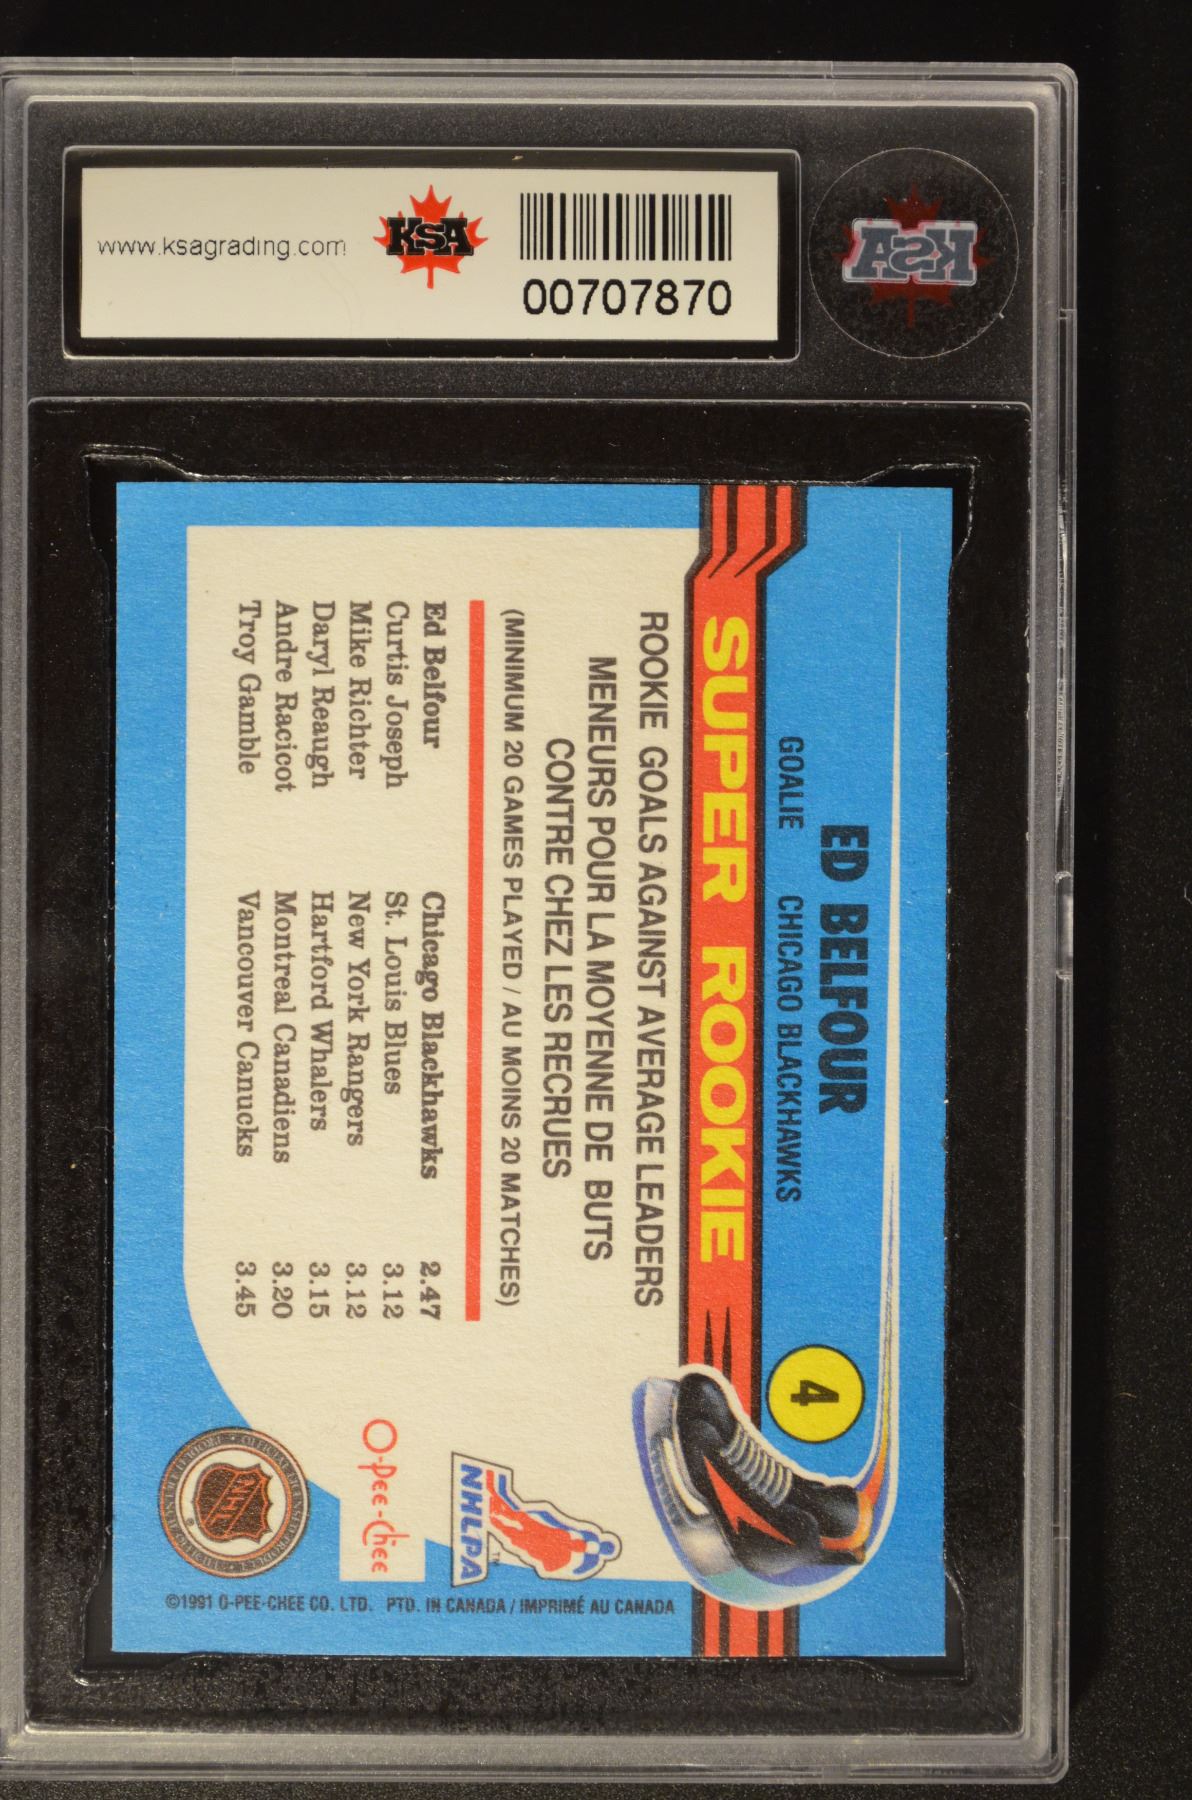 www.ksagrading.com
KSA
00707870
KSA
ED BELFOUR
GOALIE CHICAGO BLACKHAWKS
4
SUPER ROOKIE
ROOKIE GOALS AGAINST AVERAGE LEADERS
MENEURS POUR LA MOYENNE DE BUTS
CONTRE CHEZ LES RECRUES
(MINIMUM 20 GAMES PLAYED / AU MOINS 20 MATCHES)
Ed Belfour Chicago Blackhawks 2.47
Curtis Joseph St. Louis Blues 3.12
Mike Richter New York Rangers 3.12
Daryl Reaugh Hartford Whalers 3.15
Andre Racicot Montreal Canadiens 3.20
Troy Gamble Vancouver Canucks 3.45
NHLPA™
O-Pee-Chee
NHL
©1991 O-PEE-CHEE CO. LTD. PTD. IN CANADA / IMPRIMÉ AU CANADA